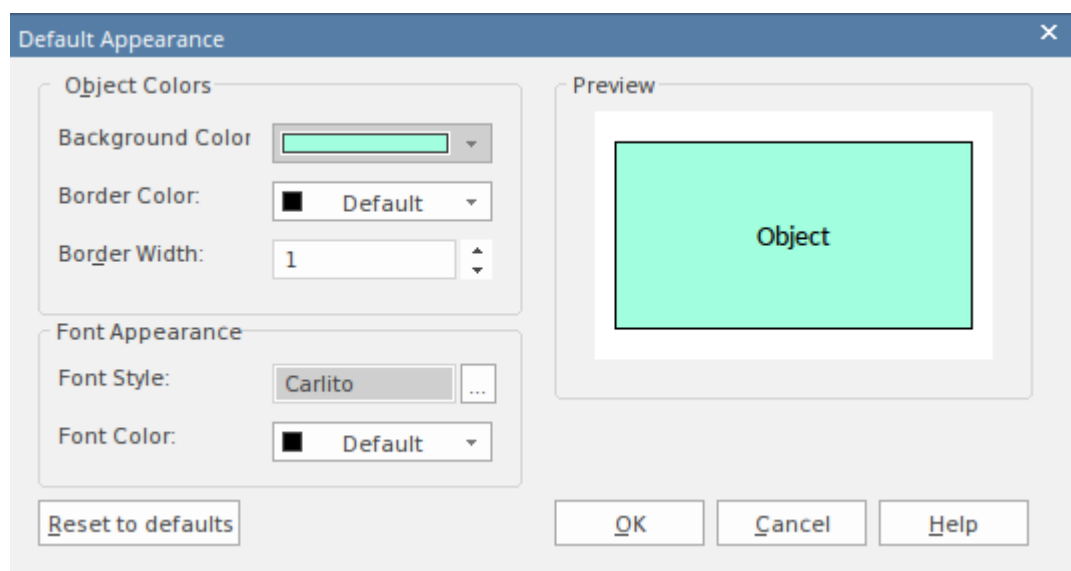 Default Appearance
Object Colors
Background Color
Border Color:
Default
Border Width:
1
Font Appearance
Font Style:
Carlito
...
Font Color:
Default
Reset to defaults
Preview
Object
OK
Cancel
Help